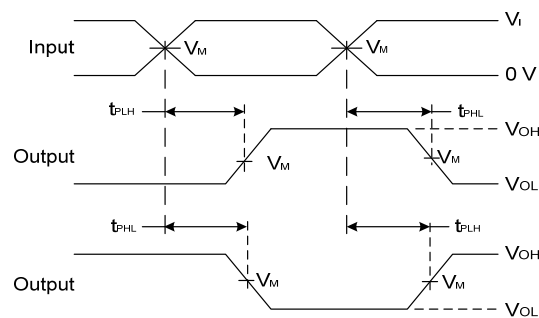 Input VM VM VI
0 V
tPLH tPHL
Output VM VM VOH
VOL
tPHL tPLH
Output VM VM VOH
VOL